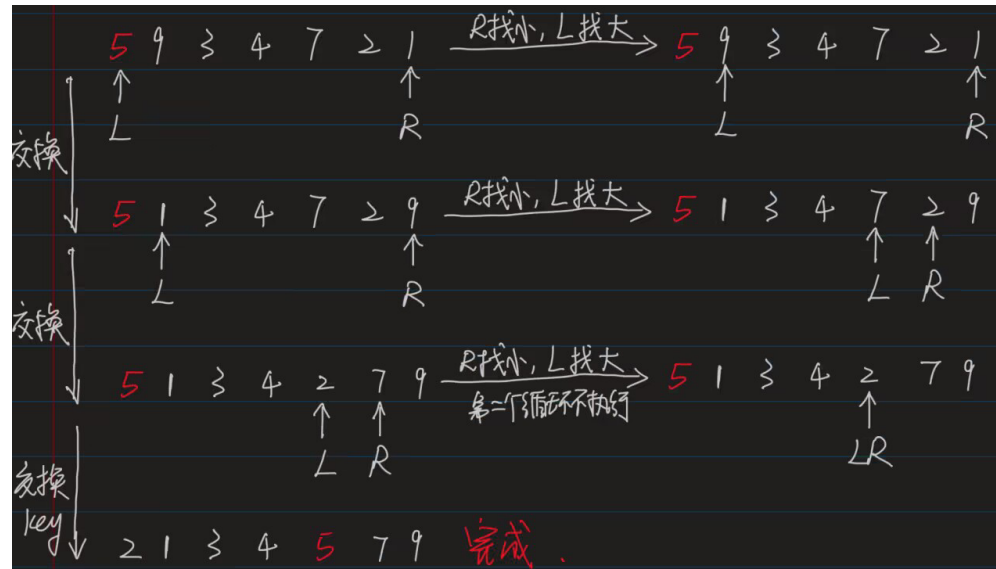 5 9 3 4 7 2 1 R找小, L找大 5 9 3 4 7 2 1
L R L R
交换
5 1 3 4 7 2 9 R找小, L找大 5 1 3 4 7 2 9
L R L R
交换
5 1 3 4 2 7 9 R找小, L找大 5 1 3 4 2 7 9
第二个循环不执行
L R LR
交换
key
2 1 3 4 5 7 9 完成.